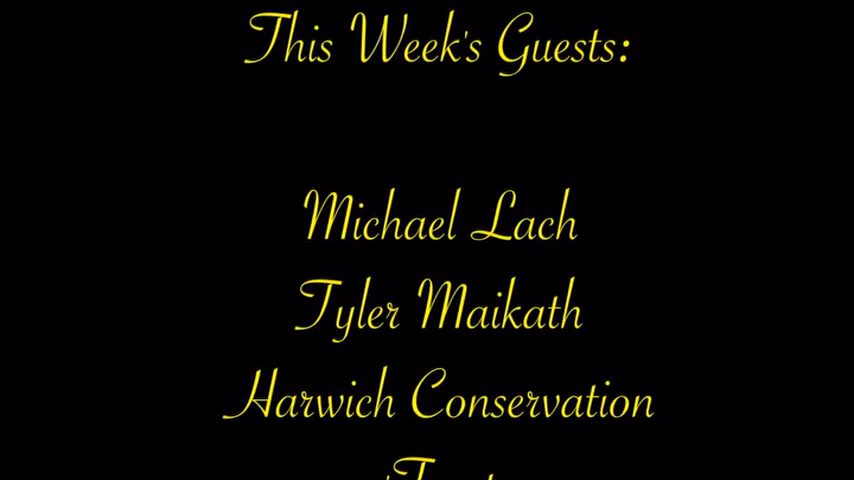 This Week's Guests:
Michael Lach
Tyler Maikath
Harwich Conservation